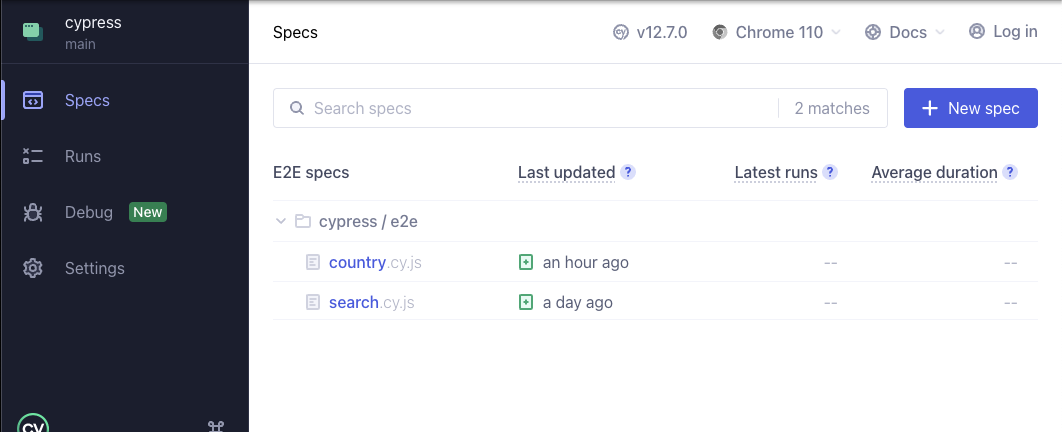 cypress
main
Specs
v12.7.0
Chrome 110
Docs
Log in
Specs
Runs
Debug New
Settings
Search specs
2 matches
New spec
E2E specs
Last updated ?
Latest runs ?
Average duration ?
cypress / e2e
country.cy.js
an hour ago
--
--
search.cy.js
a day ago
--
--
cy